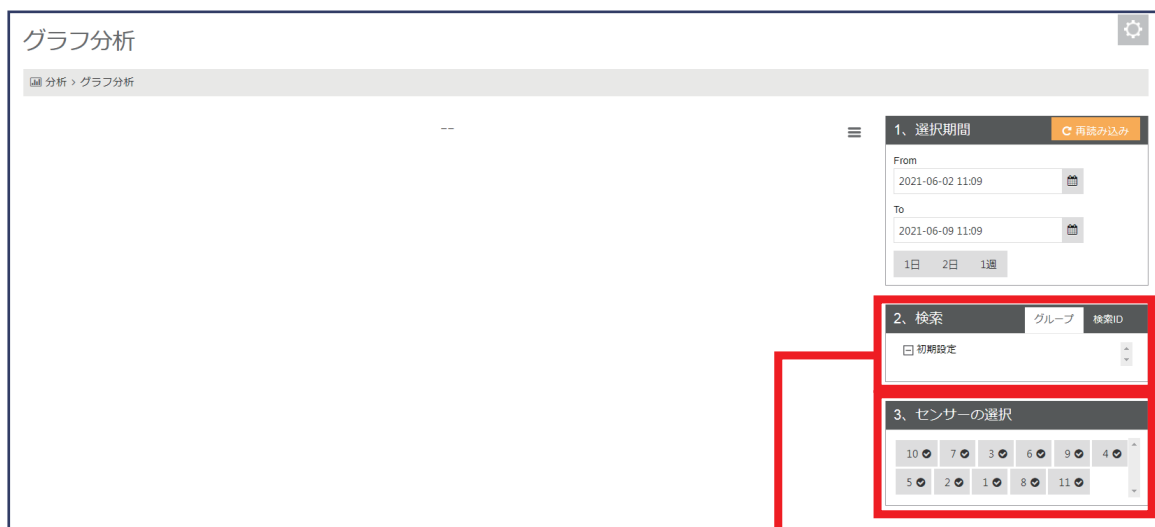 グラフ分析
分析 › グラフ分析
--
1、選択期間
再読み込み
From
2021-06-02 11:09
To
2021-06-09 11:09
1日 2日 1週
2、検索
グループ 検索ID
初期設定
3、センサーの選択
10 7 3 6 9 4
5 2 1 8 11